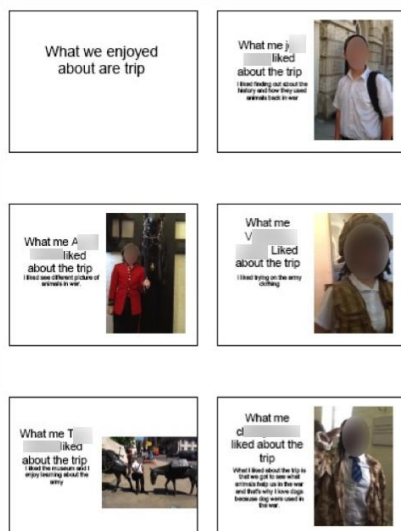 What we enjoyed
about are trip
What me j
liked
about the trip
I liked finding out about the
history and how they used
animals back in war
What me A
liked
about the trip
I liked see different picture of
animals in war.
What me
V
Liked
about the trip
I liked trying on the army
clothing
What me T
liked
about the trip
I liked the museum and I
enjoy learning about the
army
What me
cl
liked about the
trip
What I liked about the trip is
that we got to see what
animals help us in the war
and that's why I love dogs
because dog were used in
the war.